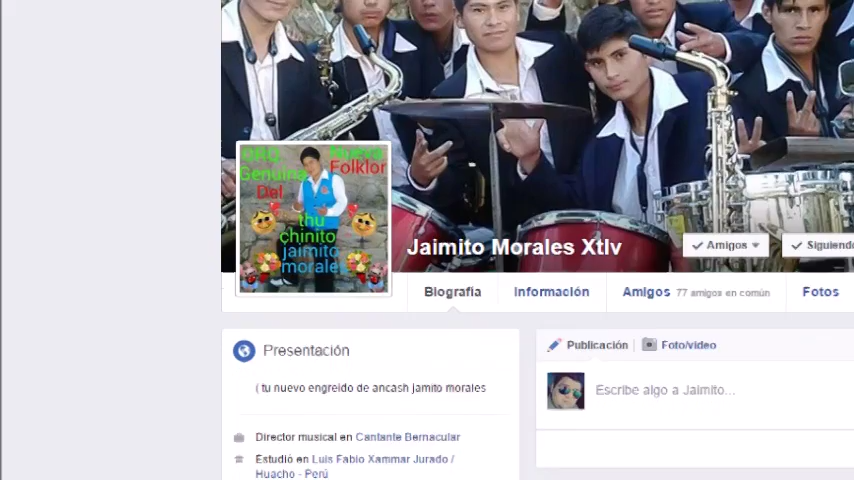 ORG
Genuina
Del
Nuevo
Folklor
thu
chinito
jaimito
morales
Jaimito Morales Xtlv
Amigos
Siguiendo
Biografía
Información
Amigos 77 amigos en común
Fotos
Presentación
( tu nuevo engreido de ancash jamito morales
Director musical en Cantante Bernacular
Estudió en Luis Fabio Xammar Jurado /
Huacho - Perú
Publicación
Foto/video
Escribe algo a Jaimito...